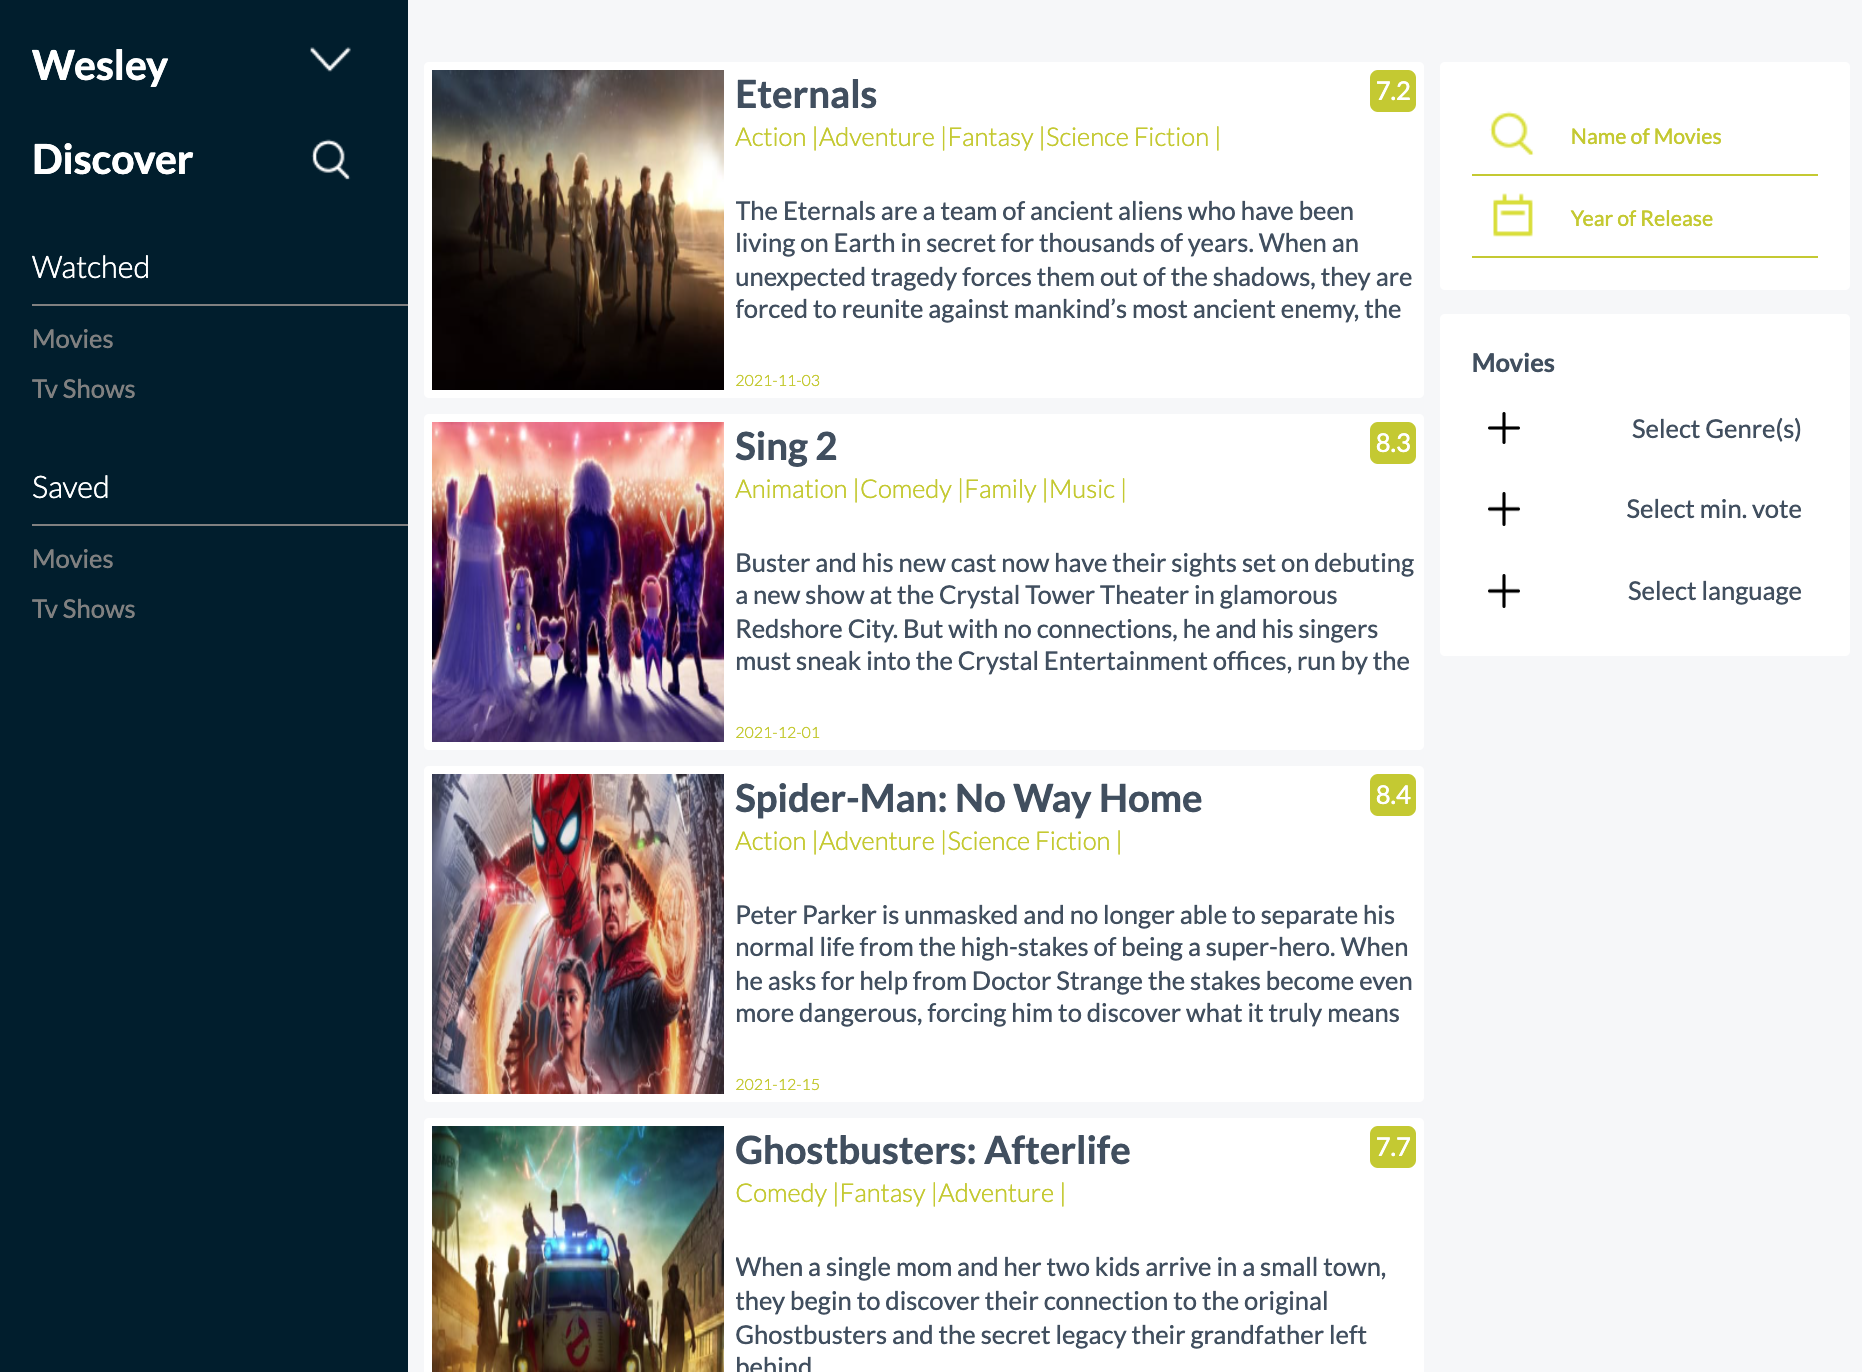 Wesley
Discover
Watched
Movies
Tv Shows
Saved
Movies
Tv Shows
Eternals
7.2
Action |Adventure |Fantasy |Science Fiction |
The Eternals are a team of ancient aliens who have been
living on Earth in secret for thousands of years. When an
unexpected tragedy forces them out of the shadows, they are
forced to reunite against mankind’s most ancient enemy, the
2021-11-03
Sing 2
8.3
Animation |Comedy |Family |Music |
Buster and his new cast now have their sights set on debuting
a new show at the Crystal Tower Theater in glamorous
Redshore City. But with no connections, he and his singers
must sneak into the Crystal Entertainment offices, run by the
2021-12-01
Spider-Man: No Way Home
8.4
Action |Adventure |Science Fiction |
Peter Parker is unmasked and no longer able to separate his
normal life from the high-stakes of being a super-hero. When
he asks for help from Doctor Strange the stakes become even
more dangerous, forcing him to discover what it truly means
2021-12-15
Ghostbusters: Afterlife
7.7
Comedy |Fantasy |Adventure |
When a single mom and her two kids arrive in a small town,
they begin to discover their connection to the original
Ghostbusters and the secret legacy their grandfather left
behind.
Name of Movies
Year of Release
Movies
Select Genre(s)
Select min. vote
Select language